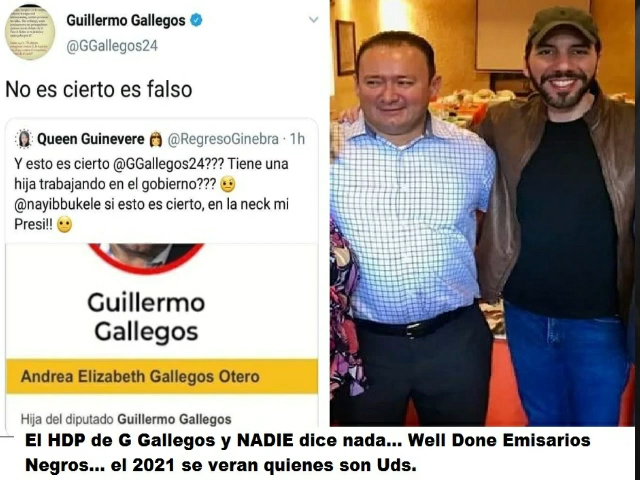 Guillermo Gallegos
@GGallegos24
No es cierto es falso
Queen Guinevere @RegresoGinebra · 1h
Y esto es cierto @GGallegos24??? Tiene una
hija trabajando en el gobierno???
@nayibbukele si esto es cierto, en la neck mi
Presi!!
Guillermo
Gallegos
Andrea Elizabeth Gallegos Otero
Hija del diputado Guillermo Gallegos
El HDP de G Gallegos y NADIE dice nada... Well Done Emisarios
Negros... el 2021 se veran quienes son Uds.